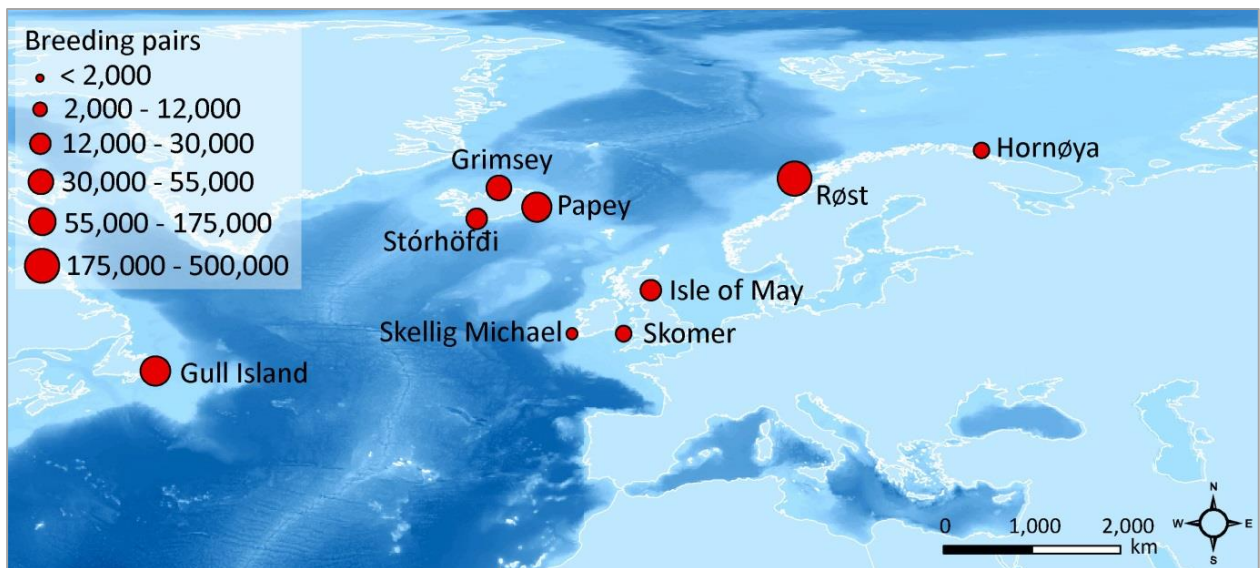 Breeding pairs
< 2,000
2,000 - 12,000
12,000 - 30,000
30,000 - 55,000
55,000 - 175,000
175,000 - 500,000
Grimsey
Papey
Stórhöfði
Hornøya
Røst
Isle of May
Skellig Michael
Skomer
Gull Island
N
W
E
S
0 1,000 2,000
km